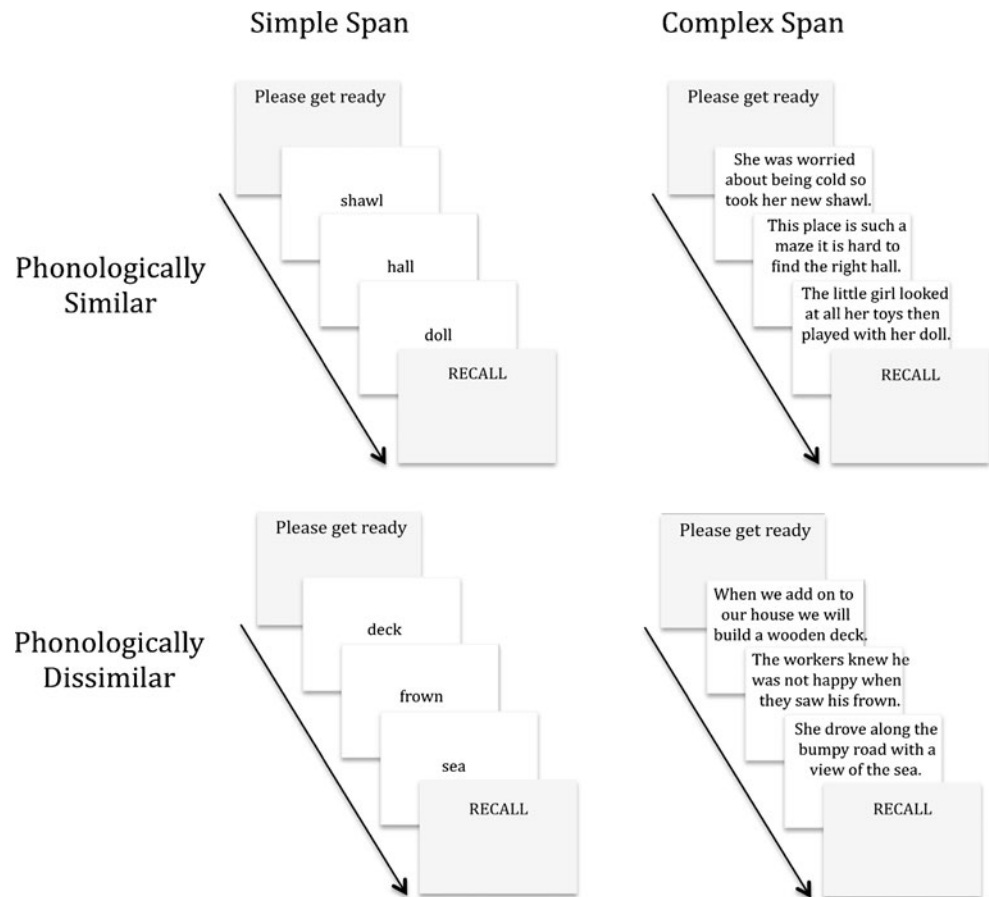 Simple Span
Complex Span
Phonologically
Similar
Please get ready
shawl
hall
doll
RECALL
Please get ready
She was worried
about being cold so
took her new shawl.
This place is such a
maze it is hard to
find the right hall.
The little girl looked
at all her toys then
played with her doll.
RECALL
Phonologically
Dissimilar
Please get ready
deck
frown
sea
RECALL
Please get ready
When we add on to
our house we will
build a wooden deck.
The workers knew he
was not happy when
they saw his frown.
She drove along the
bumpy road with a
view of the sea.
RECALL